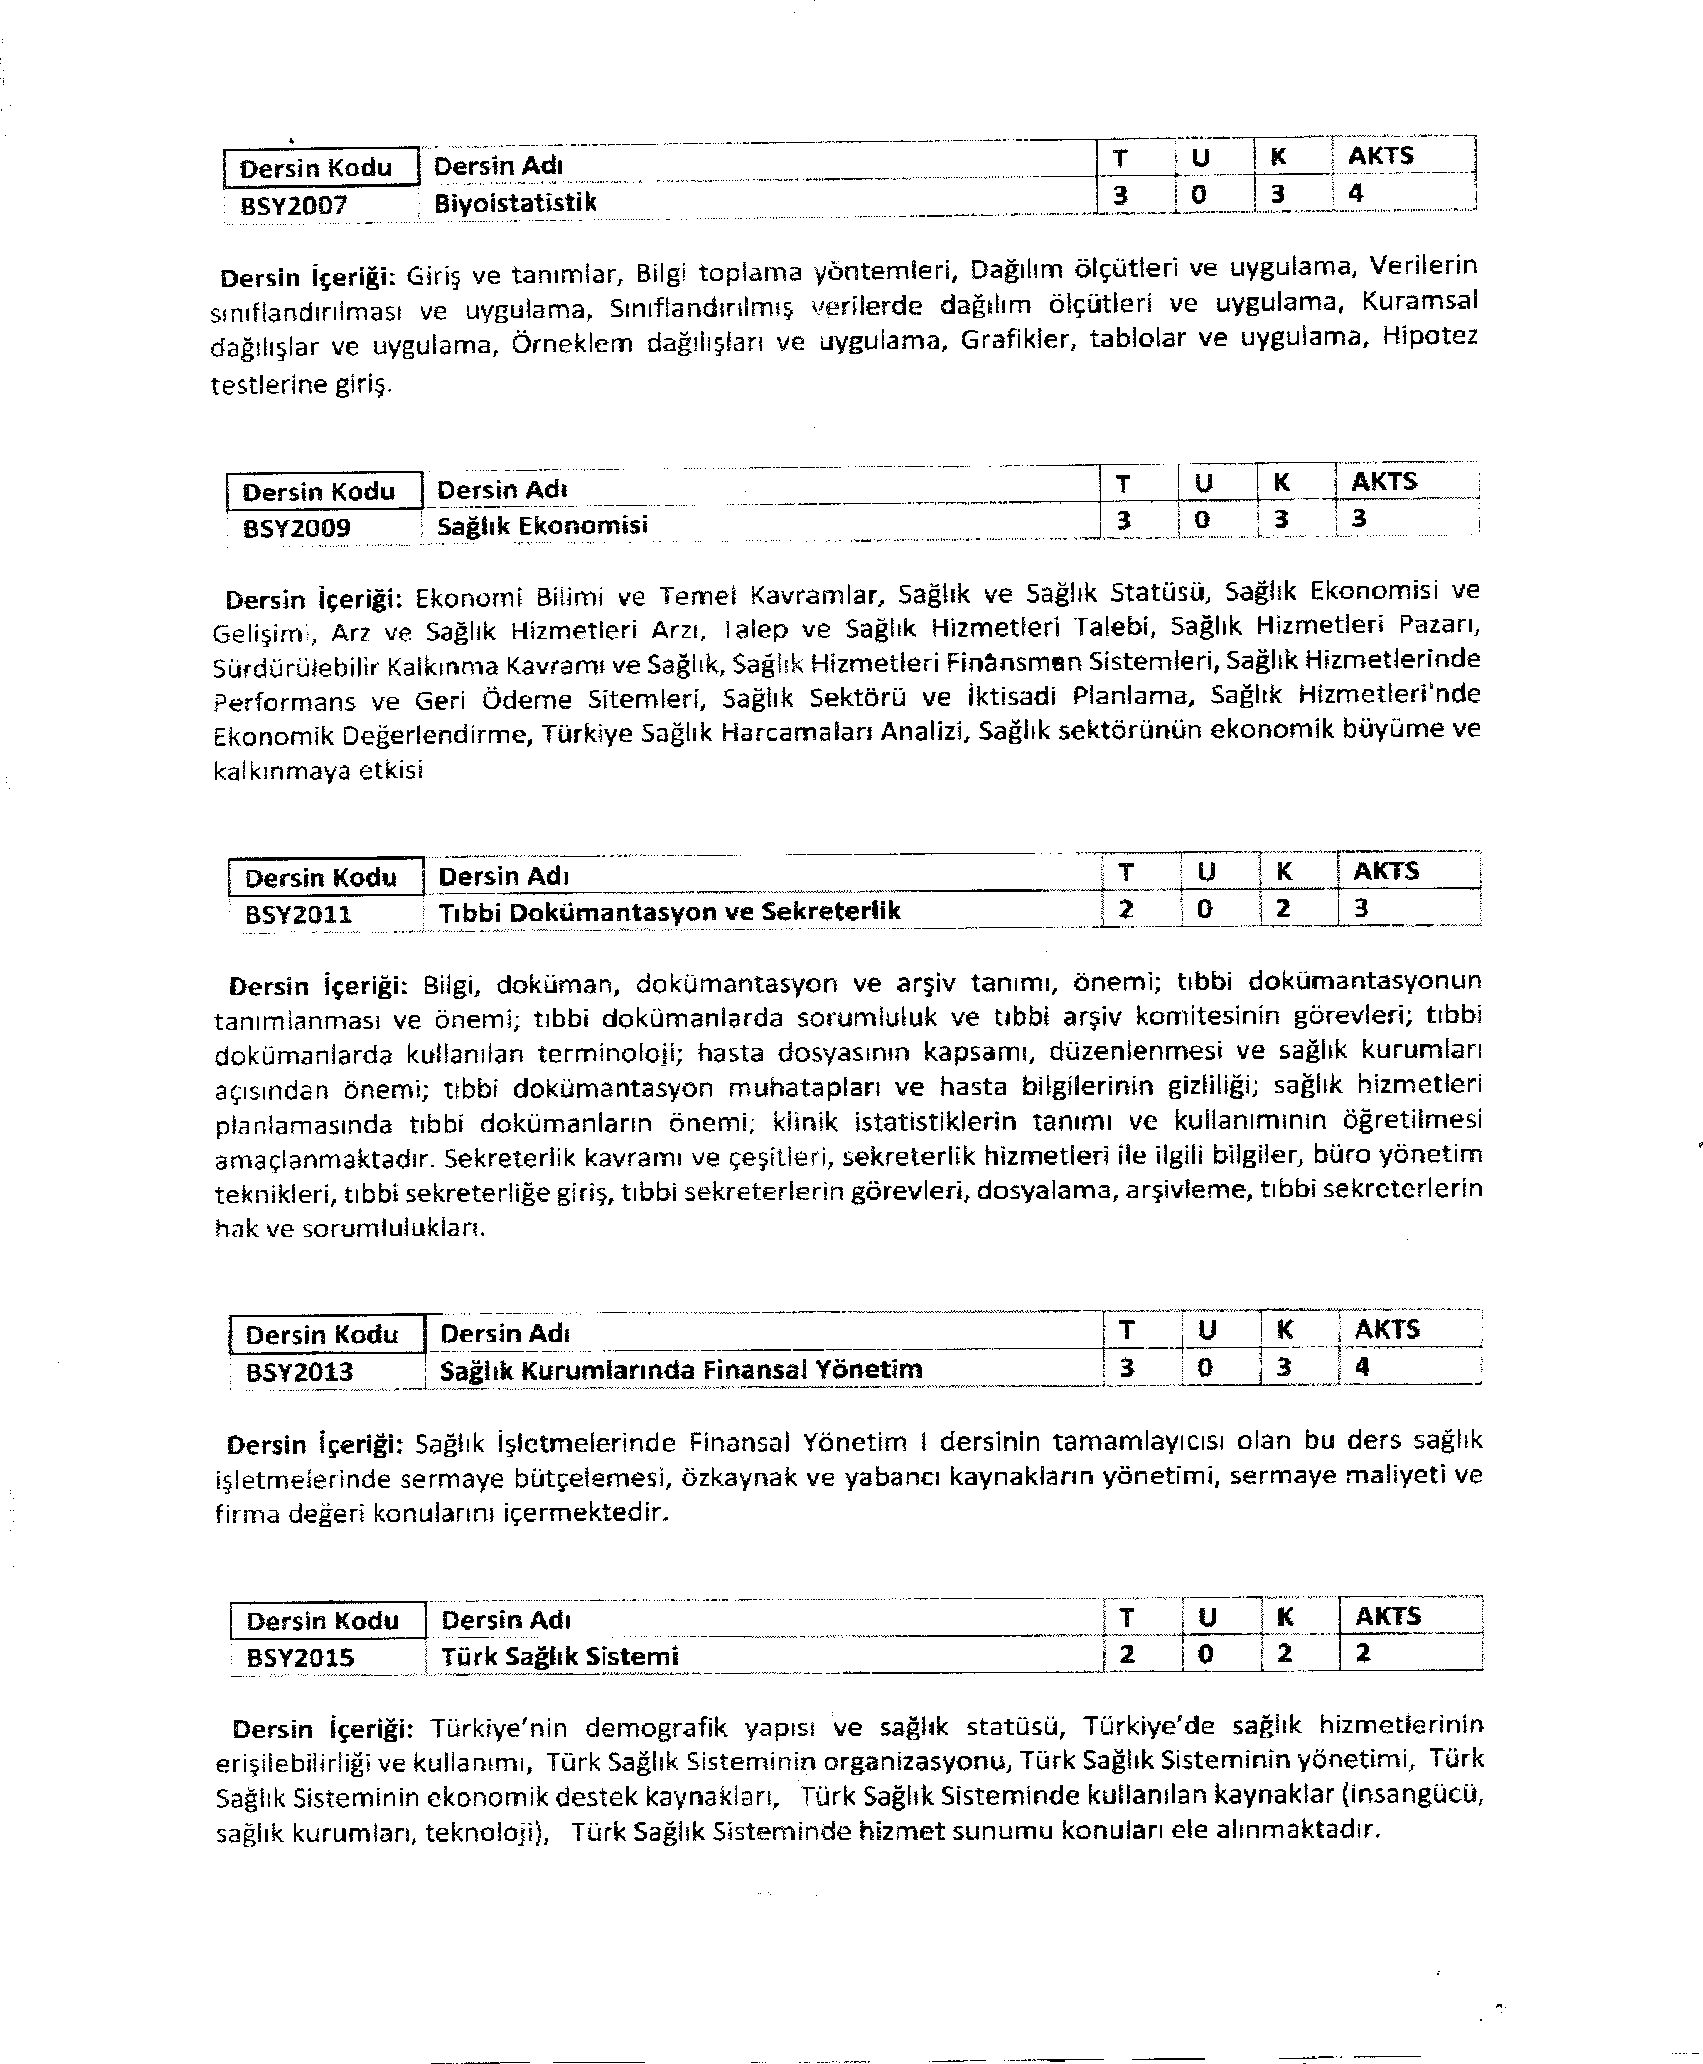 Dersin Kodu Dersin Adı T U K AKTS
BSY2007 Biyoistatistik 3 0 3 4
Dersin İçeriği: Giriş ve tanımlar, Bilgi toplama yöntemleri, Dağılım ölçütleri ve uygulama, Verilerin
sınıflandırılması ve uygulama, Sınıflandırılmış verilerde dağılım ölçütleri ve uygulama, Kuramsal
dağılışlar ve uygulama, Örneklem dağılışları ve uygulama, Grafikler, tablolar ve uygulama, Hipotez
testlerine giriş.
Dersin Kodu Dersin Adı T U K AKTS
BSY2009 Sağlık Ekonomisi 3 0 3 3
Dersin İçeriği: Ekonomi Bilimi ve Temel Kavramlar, Sağlık ve Sağlık Statüsü, Sağlık Ekonomisi ve
Gelişimi, Arz ve Sağlık Hizmetleri Arzı, Talep ve Sağlık Hizmetleri Talebi, Sağlık Hizmetleri Pazarı,
Sürdürülebilir Kalkınma Kavramı ve Sağlık, Sağlık Hizmetleri Finansman Sistemleri, Sağlık Hizmetlerinde
Performans ve Geri Ödeme Sitemleri, Sağlık Sektörü ve İktisadi Planlama, Sağlık Hizmetleri'nde
Ekonomik Değerlendirme, Türkiye Sağlık Harcamaları Analizi, Sağlık sektörünün ekonomik büyüme ve
kalkınmaya etkisi
Dersin Kodu Dersin Adı T U K AKTS
BSY2011 Tıbbi Dokümantasyon ve Sekreterlik 2 0 2 3
Dersin İçeriği: Bilgi, doküman, dokümantasyon ve arşiv tanımı, önemi; tıbbi dokümantasyonun
tanımlanması ve önemi; tıbbi dokümanlarda sorumluluk ve tıbbi arşiv komitesinin görevleri; tıbbi
dokümanlarda kullanılan terminoloji; hasta dosyasının kapsamı, düzenlenmesi ve sağlık kurumları
açısından önemi; tıbbi dokümantasyon muhatapları ve hasta bilgilerinin gizliliği; sağlık hizmetleri
planlamasında tıbbi dokümanların önemi; klinik istatistiklerin tanımı ve kullanımının öğretilmesi
amaçlanmaktadır. Sekreterlik kavramı ve çeşitleri, sekreterlik hizmetleri ile ilgili bilgiler, büro yönetim
teknikleri, tıbbi sekreterliğe giriş, tıbbi sekreterlerin görevleri, dosyalama, arşivleme, tıbbi sekreterlerin
hak ve sorumlulukları.
Dersin Kodu Dersin Adı T U K AKTS
BSY2013 Sağlık Kurumlarında Finansal Yönetim 3 0 3 4
Dersin İçeriği: Sağlık İşletmelerinde Finansal Yönetim I dersinin tamamlayıcısı olan bu ders sağlık
işletmelerinde sermaye bütçelemesi, özkaynak ve yabancı kaynakların yönetimi, sermaye maliyeti ve
firma değeri konularını içermektedir.
Dersin Kodu Dersin Adı T U K AKTS
BSY2015 Türk Sağlık Sistemi 2 0 2 2
Dersin İçeriği: Türkiye'nin demografik yapısı ve sağlık statüsü, Türkiye'de sağlık hizmetlerinin
erişilebilirliği ve kullanımı, Türk Sağlık Sisteminin organizasyonu, Türk Sağlık Sisteminin yönetimi, Türk
Sağlık Sisteminin ekonomik destek kaynakları, Türk Sağlık Sisteminde kullanılan kaynaklar (insangücü,
sağlık kurumları, teknoloji), Türk Sağlık Sisteminde hizmet sunumu konuları ele alınmaktadır.